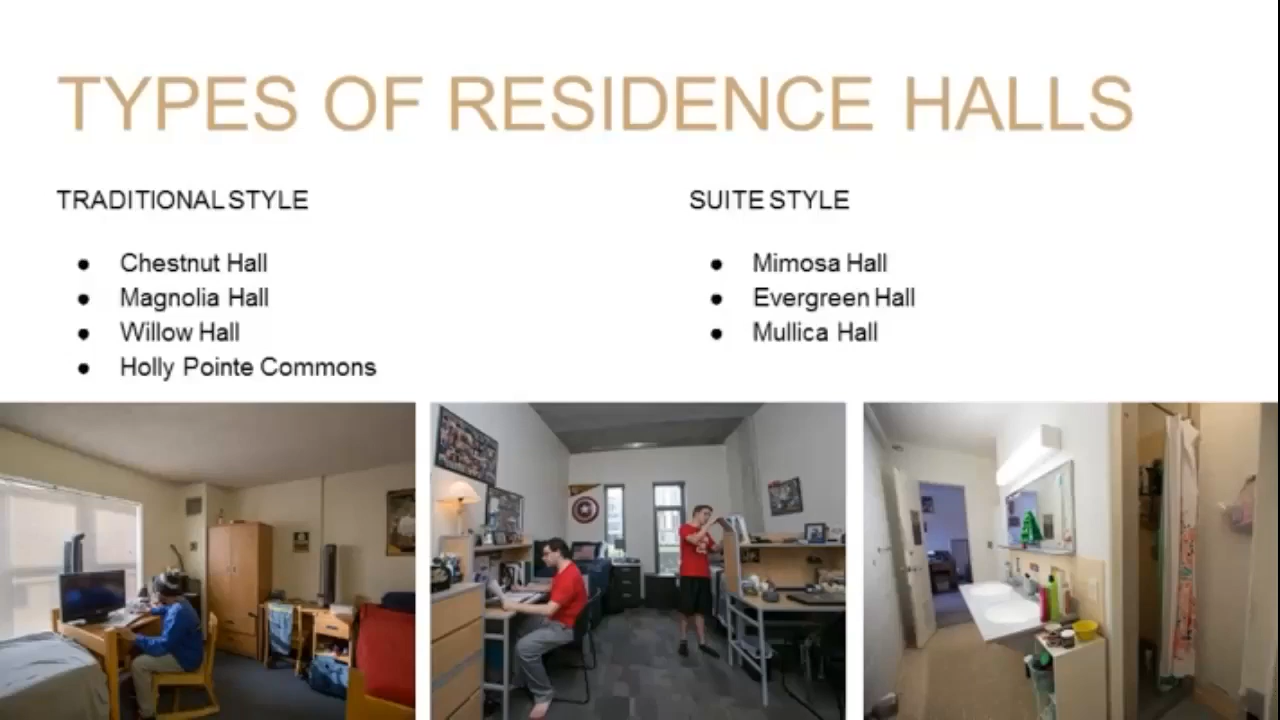 TYPES OF RESIDENCE HALLS
TRADITIONAL STYLE
● Chestnut Hall
● Magnolia Hall
● Willow Hall
● Holly Pointe Commons
SUITE STYLE
● Mimosa Hall
● Evergreen Hall
● Mullica Hall